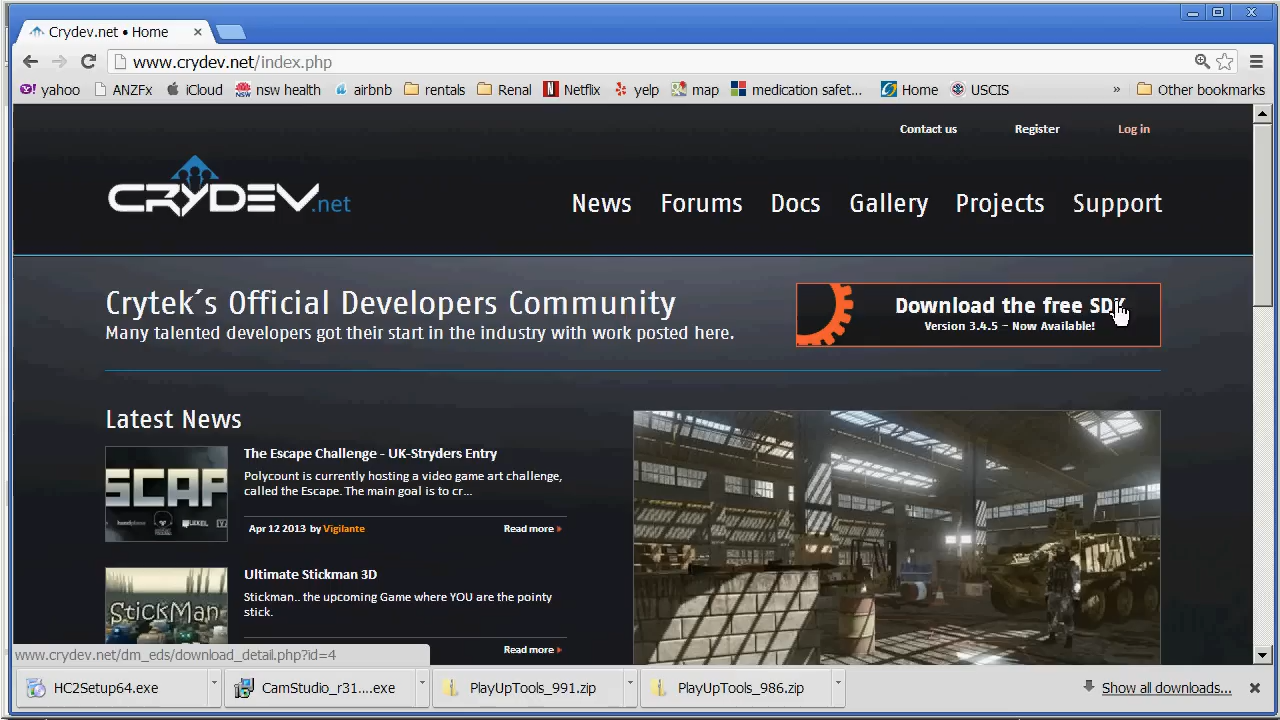 Crydev.net • Home
www.crydev.net/index.php
yahoo ANZFx iCloud nsw health airbnb rentals Renal Netflix yelp map medication safet... Home USCIS » Other bookmarks
Contact us Register Log in
CRYDEV.net
News Forums Docs Gallery Projects Support
Crytek´s Official Developers Community
Many talented developers got their start in the industry with work posted here.
Download the free SDK
Version 3.4.5 - Now Available!
Latest News
SCAP
The Escape Challenge - UK-Stryders Entry
Polycount is currently hosting a video game art challenge,
called the Escape. The main goal is to cr...
Apr 12 2013 by Vigilante Read more
StickMan
Ultimate Stickman 3D
Stickman.. the upcoming Game where YOU are the pointy
stick.
Read more
www.crydev.net/dm_eds/download_detail.php?id=4
HC2Setup64.exe CamStudio_r31....exe PlayUpTools_991.zip PlayUpTools_986.zip Show all downloads...